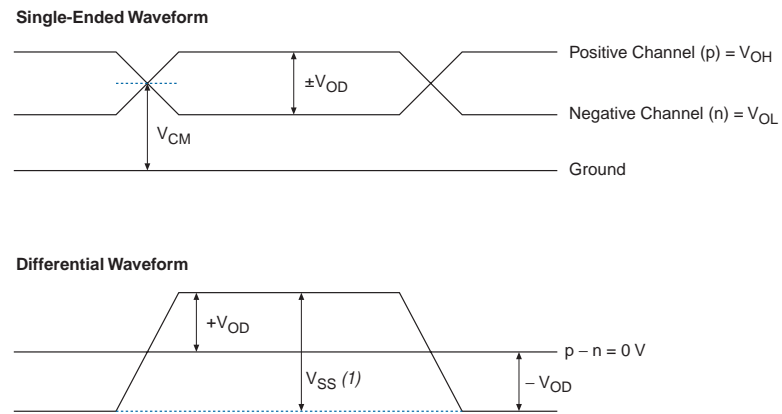 Single-Ended Waveform
Positive Channel (p) = VOH
±VOD
Negative Channel (n) = VOL
VCM
Ground
Differential Waveform
+VOD
p − n = 0 V
VSS (1)
− VOD